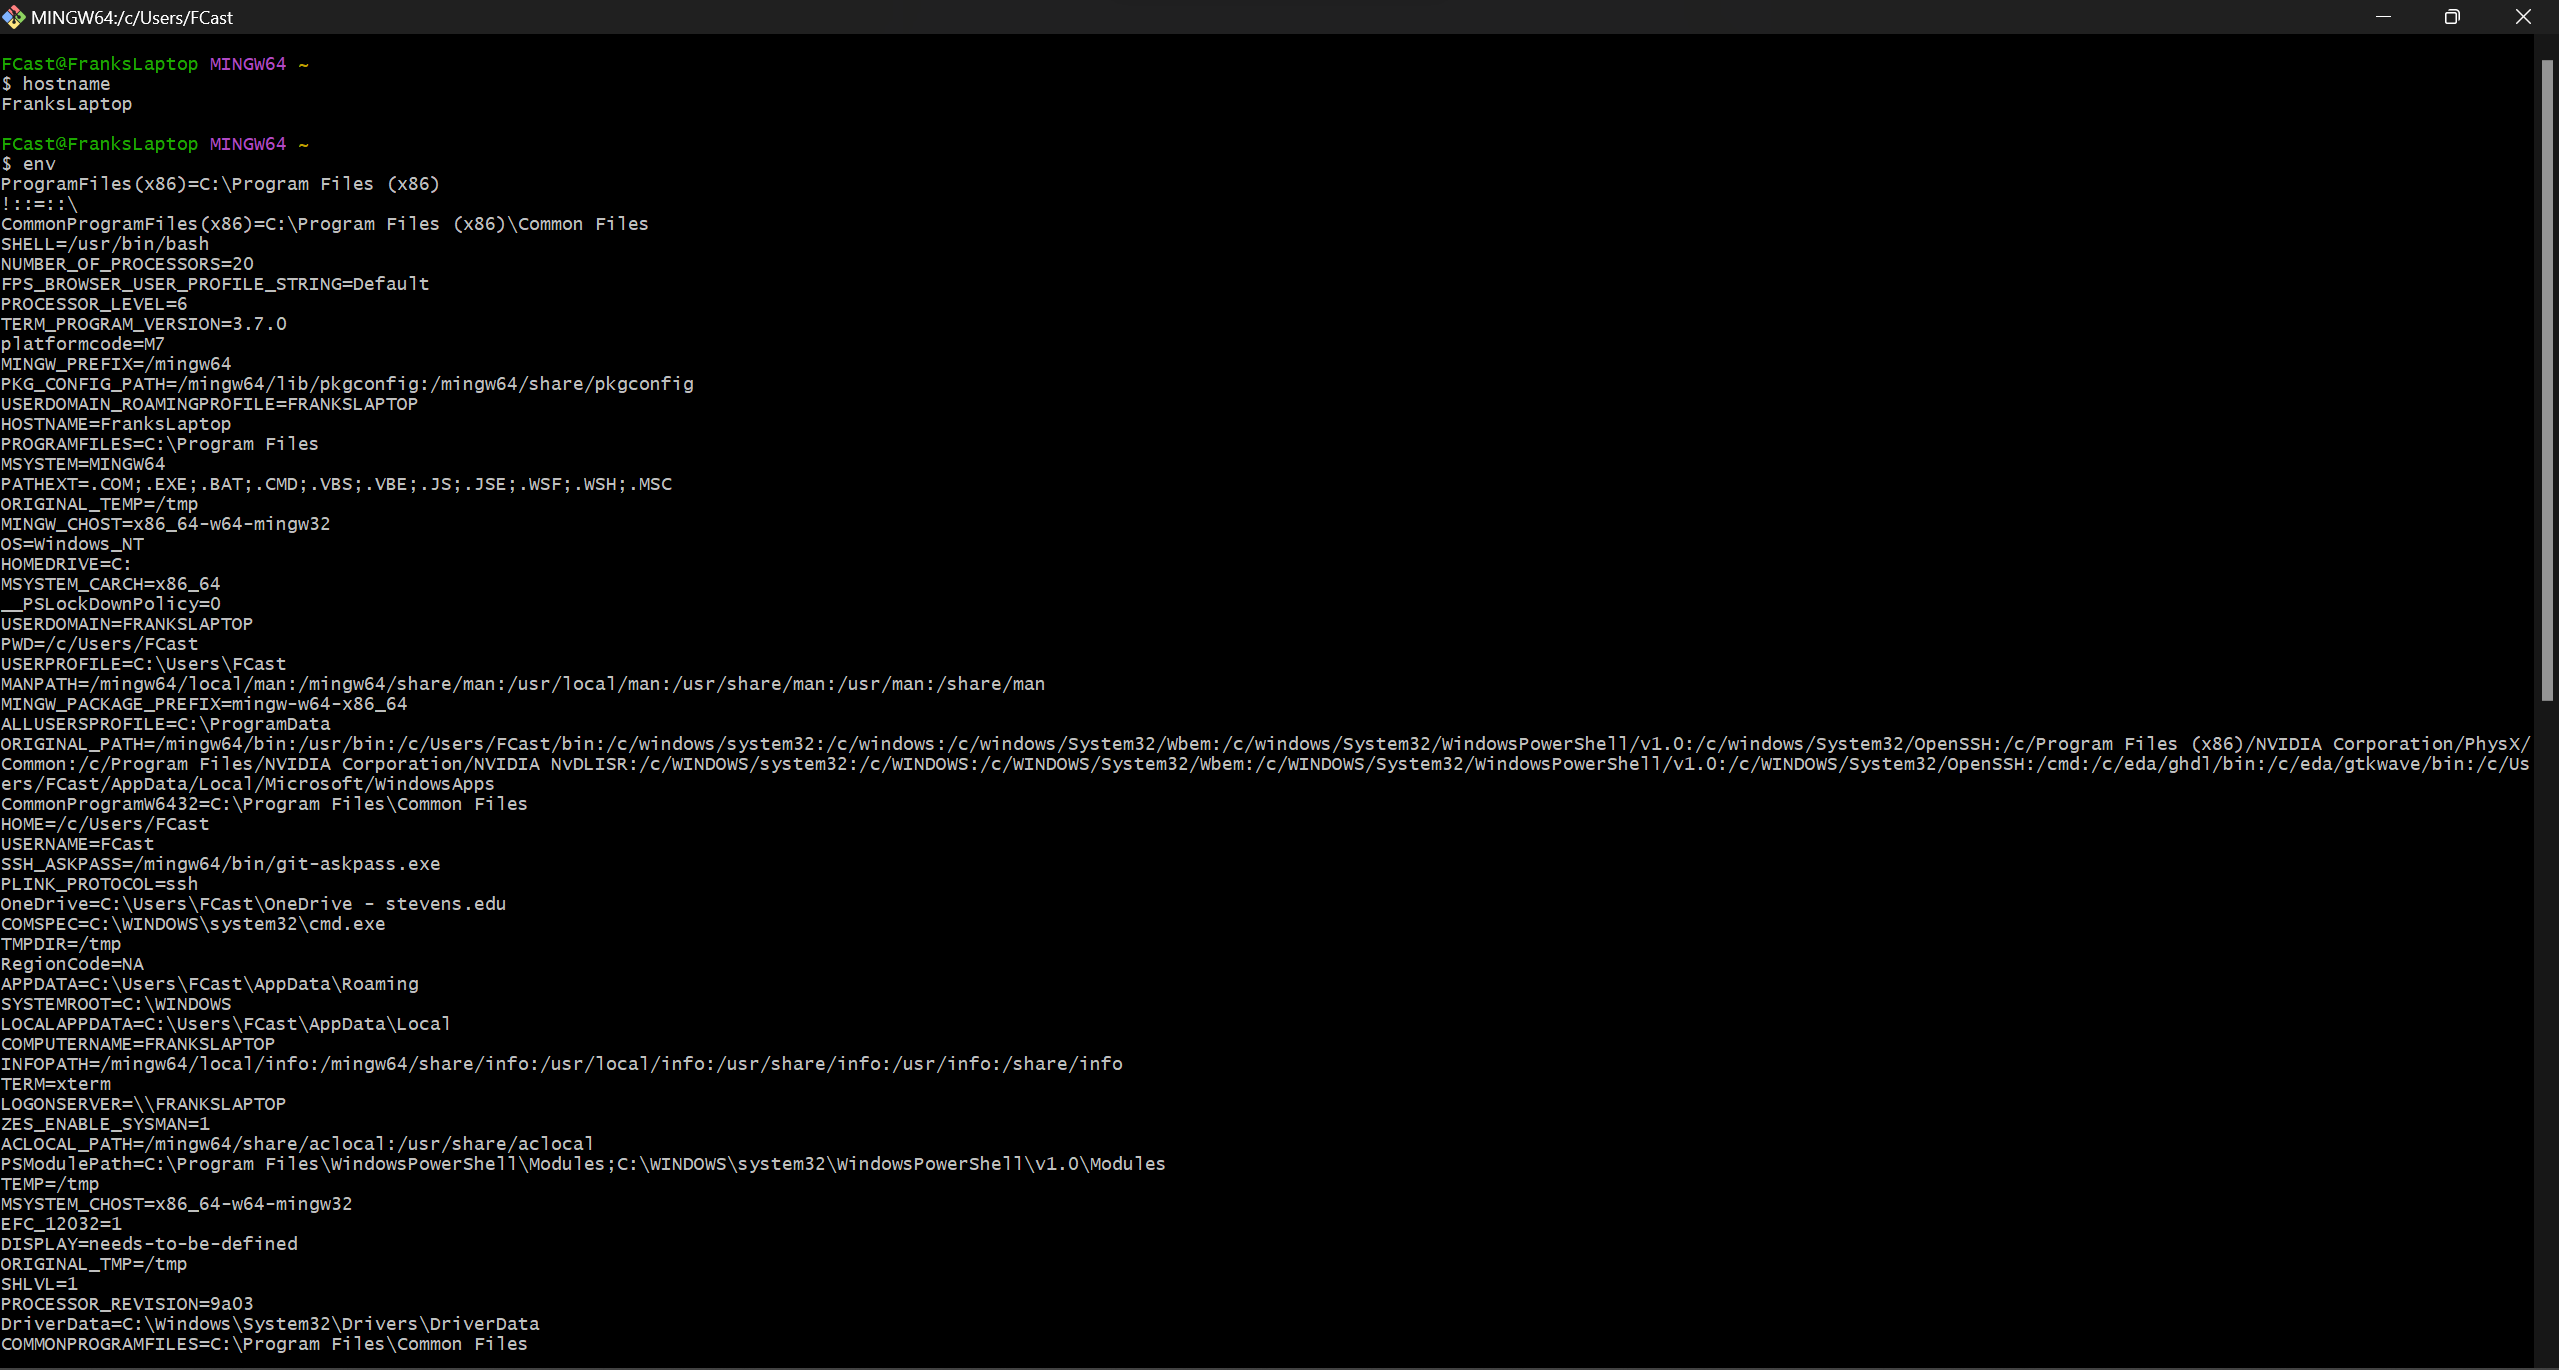 MINGW64:/c/Users/FCast
FCast@FranksLaptop MINGW64 ~
$ hostname
FranksLaptop
FCast@FranksLaptop MINGW64 ~
$ env
ProgramFiles(x86)=C:\Program Files (x86)
!::=::\
CommonProgramFiles(x86)=C:\Program Files (x86)\Common Files
SHELL=/usr/bin/bash
NUMBER_OF_PROCESSORS=20
FPS_BROWSER_USER_PROFILE_STRING=Default
PROCESSOR_LEVEL=6
TERM_PROGRAM_VERSION=3.7.0
platformcode=M7
MINGW_PREFIX=/mingw64
PKG_CONFIG_PATH=/mingw64/lib/pkgconfig:/mingw64/share/pkgconfig
USERDOMAIN_ROAMINGPROFILE=FRANKSLAPTOP
HOSTNAME=FranksLaptop
PROGRAMFILES=C:\Program Files
MSYSTEM=MINGW64
PATHEXT=.COM;.EXE;.BAT;.CMD;.VBS;.VBE;.JS;.JSE;.WSF;.WSH;.MSC
ORIGINAL_TEMP=/tmp
MINGW_CHOST=x86_64-w64-mingw32
OS=Windows_NT
HOMEDRIVE=C:
MSYSTEM_CARCH=x86_64
__PSLockDownPolicy=0
USERDOMAIN=FRANKSLAPTOP
PWD=/c/Users/FCast
USERPROFILE=C:\Users\FCast
MANPATH=/mingw64/local/man:/mingw64/share/man:/usr/local/man:/usr/share/man:/usr/man:/share/man
MINGW_PACKAGE_PREFIX=mingw-w64-x86_64
ALLUSERSPROFILE=C:\ProgramData
ORIGINAL_PATH=/mingw64/bin:/usr/bin:/c/Users/FCast/bin:/c/windows/system32:/c/windows:/c/windows/System32/Wbem:/c/windows/System32/WindowsPowerShell/v1.0:/c/windows/System32/OpenSSH:/c/Program Files (x86)/NVIDIA Corporation/PhysX/
Common:/c/Program Files/NVIDIA Corporation/NVIDIA NvDLISR:/c/WINDOWS/system32:/c/WINDOWS:/c/WINDOWS/System32/Wbem:/c/WINDOWS/System32/WindowsPowerShell/v1.0:/c/WINDOWS/System32/OpenSSH:/cmd:/c/eda/ghdl/bin:/c/eda/gtkwave/bin:/c/Us
ers/FCast/AppData/Local/Microsoft/WindowsApps
CommonProgramW6432=C:\Program Files\Common Files
HOME=/c/Users/FCast
USERNAME=FCast
SSH_ASKPASS=/mingw64/bin/git-askpass.exe
PLINK_PROTOCOL=ssh
OneDrive=C:\Users\FCast\OneDrive - stevens.edu
COMSPEC=C:\WINDOWS\system32\cmd.exe
TMPDIR=/tmp
RegionCode=NA
APPDATA=C:\Users\FCast\AppData\Roaming
SYSTEMROOT=C:\WINDOWS
LOCALAPPDATA=C:\Users\FCast\AppData\Local
COMPUTERNAME=FRANKSLAPTOP
INFOPATH=/mingw64/local/info:/mingw64/share/info:/usr/local/info:/usr/share/info:/usr/info:/share/info
TERM=xterm
LOGONSERVER=\\FRANKSLAPTOP
ZES_ENABLE_SYSMAN=1
ACLOCAL_PATH=/mingw64/share/aclocal:/usr/share/aclocal
PSModulePath=C:\Program Files\WindowsPowerShell\Modules;C:\WINDOWS\system32\WindowsPowerShell\v1.0\Modules
TEMP=/tmp
MSYSTEM_CHOST=x86_64-w64-mingw32
EFC_12032=1
DISPLAY=needs-to-be-defined
ORIGINAL_TMP=/tmp
SHLVL=1
PROCESSOR_REVISION=9a03
DriverData=C:\Windows\System32\Drivers\DriverData
COMMONPROGRAMFILES=C:\Program Files\Common Files